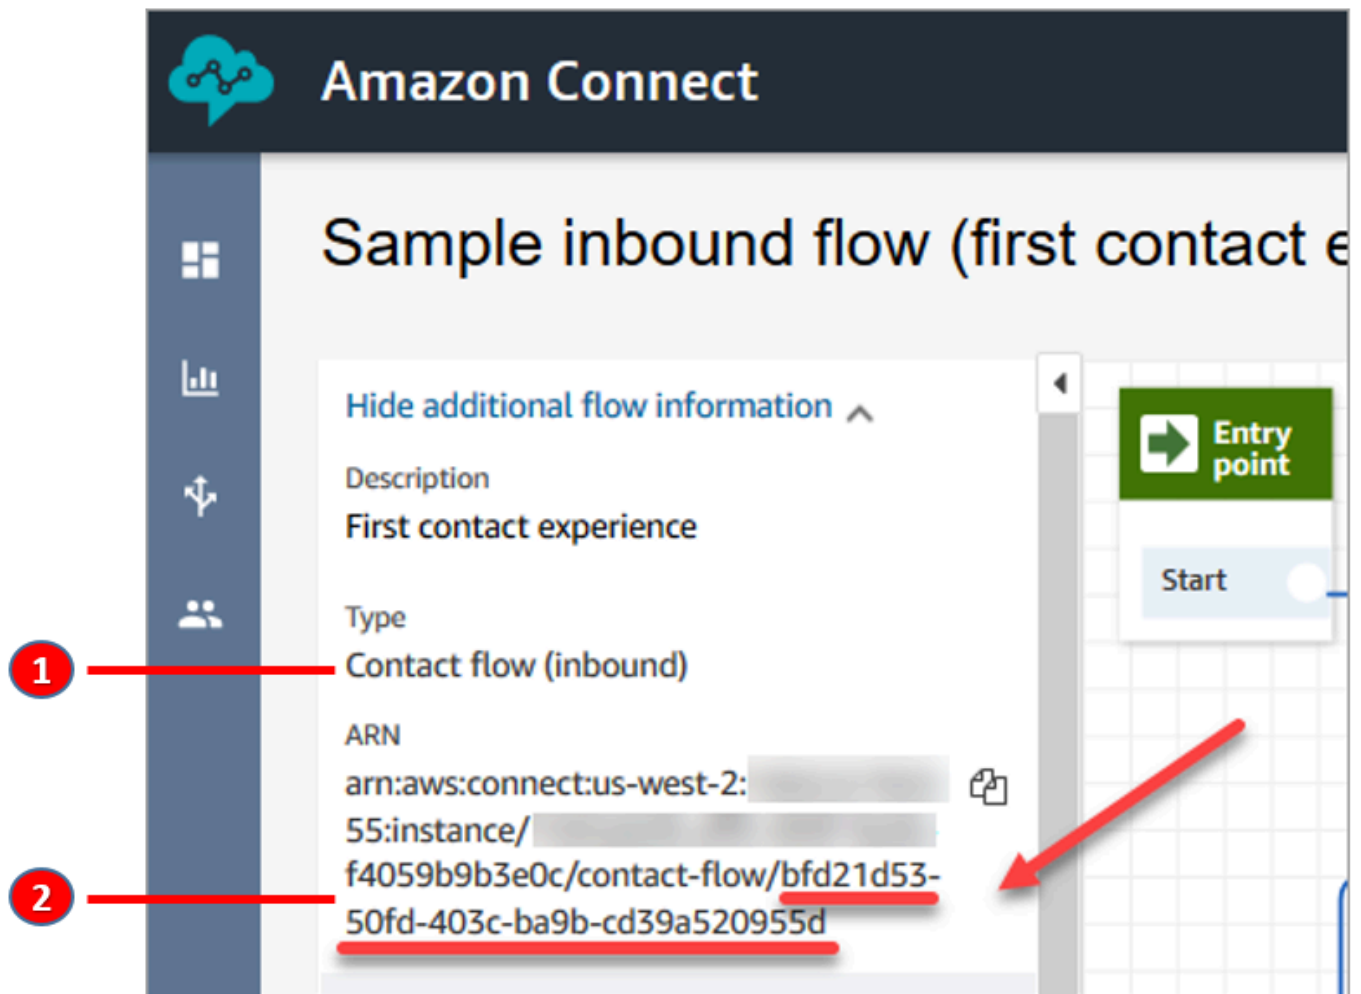 Amazon Connect
Sample inbound flow (first contact e
Hide additional flow information
Description
First contact experience
Type
1
Contact flow (inbound)
ARN
arn:aws:connect:us-west-2:
55:instance/
f4059b9b3e0c/contact-flow/bfd21d53-
2
50fd-403c-ba9b-cd39a520955d
Entry
point
Start